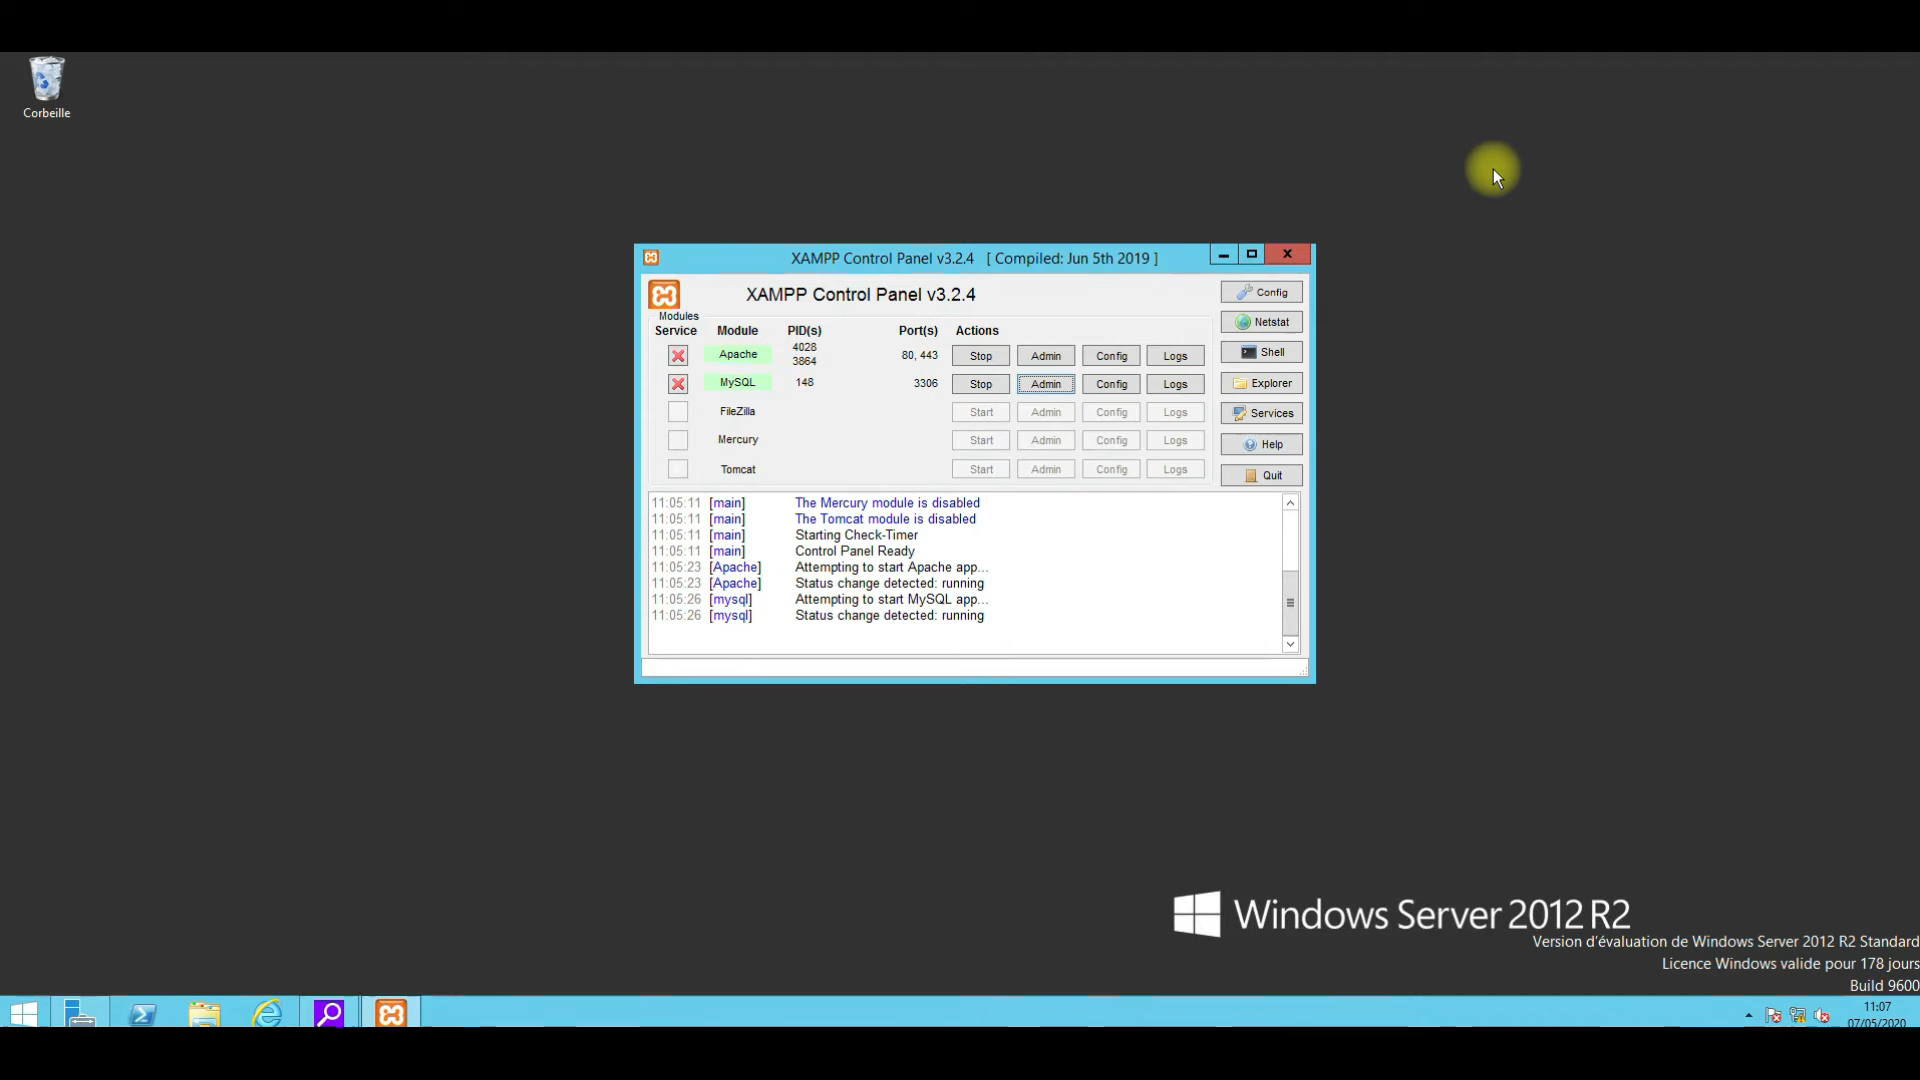 Corbeille
XAMPP Control Panel v3.2.4 [ Compiled: Jun 5th 2019 ]
XAMPP Control Panel v3.2.4
Config
Modules
Service Module PID(s) Port(s) Actions
Netstat
Apache 4028 3864 80, 443 Stop Admin Config Logs
Shell
MySQL 148 3306 Stop Admin Config Logs
Explorer
FileZilla Start Admin Config Logs
Services
Mercury Start Admin Config Logs
Help
Tomcat Start Admin Config Logs
Quit
11:05:11 [main] The Mercury module is disabled
11:05:11 [main] The Tomcat module is disabled
11:05:11 [main] Starting Check-Timer
11:05:11 [main] Control Panel Ready
11:05:23 [Apache] Attempting to start Apache app...
11:05:23 [Apache] Status change detected: running
11:05:26 [mysql] Attempting to start MySQL app...
11:05:26 [mysql] Status change detected: running
Windows Server 2012 R2
Version d'évaluation de Windows Server 2012 R2 Standard
Licence Windows valide pour 178 jours
Build 9600
11:07
07/05/2020